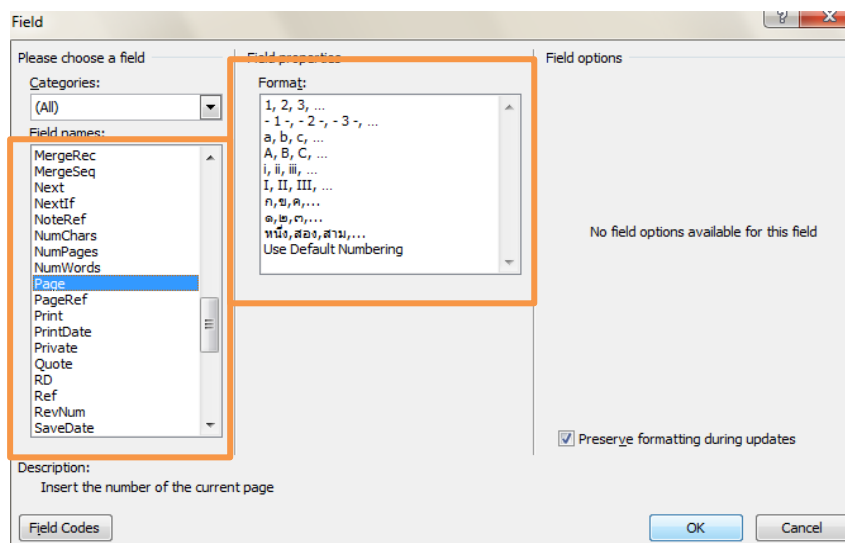 Field
Please choose a field
Categories:
(All)
Field names:
MergeRec
MergeSeq
Next
NextIf
NoteRef
NumChars
NumPages
NumWords
Page
PageRef
Print
PrintDate
Private
Quote
RD
Ref
RevNum
SaveDate
Field properties
Format:
1, 2, 3, ...
- 1 -, - 2 -, - 3 -, ...
a, b, c, ...
A, B, C, ...
i, ii, iii, ...
I, II, III, ...
ก,ข,ค,...
๑,๒,๓,...
หนึ่ง,สอง,สาม,...
Use Default Numbering
Field options
No field options available for this field
Preserve formatting during updates
Description:
Insert the number of the current page
Field Codes
OK
Cancel